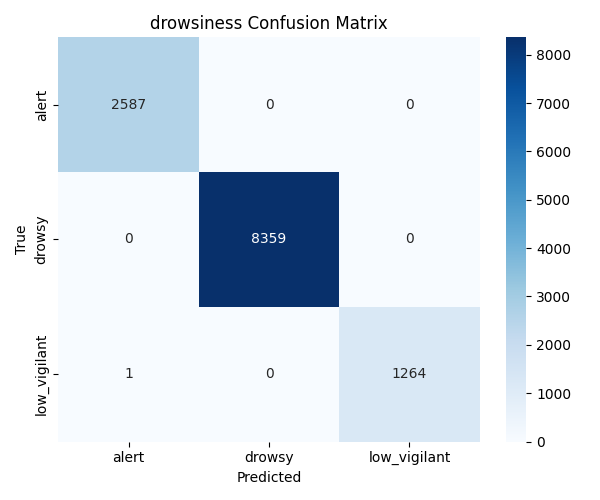 drowsiness Confusion Matrix
alert
2587
0
0
drowsy
0
8359
0
low_vigilant
1
0
1264
True
alert
drowsy
low_vigilant
Predicted
8000
7000
6000
5000
4000
3000
2000
1000
0